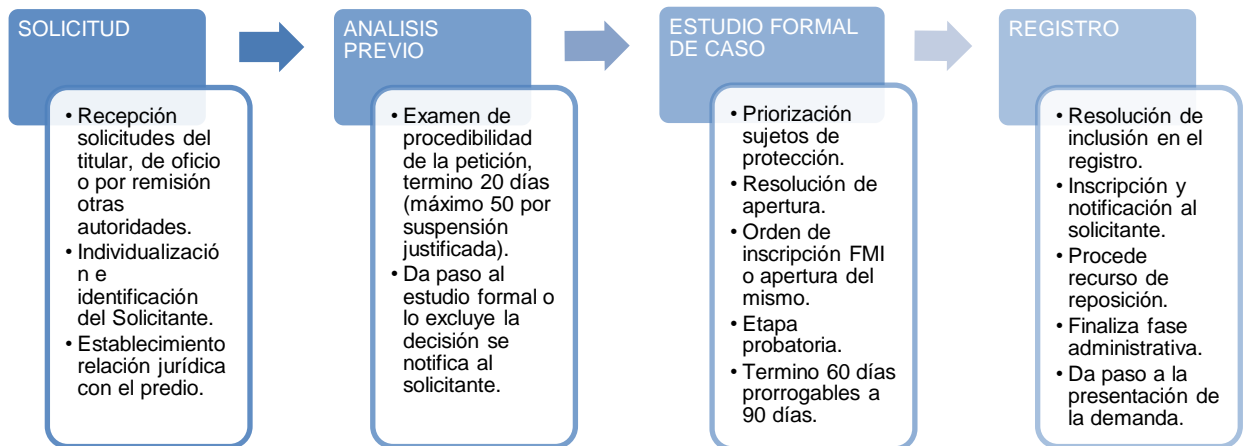 SOLICITUD
• Recepción
solicitudes del
titular, de oficio
o por remisión
otras
autoridades.
• Individualizació
n e
identificación
del Solicitante.
• Establecimiento
relación jurídica
con el predio.
ANALISIS
PREVIO
• Examen de
procedibilidad
de la petición,
termino 20 días
(máximo 50 por
suspensión
justificada).
• Da paso al
estudio formal o
lo excluye la
decisión se
notifica al
solicitante.
ESTUDIO FORMAL
DE CASO
• Priorización
sujetos de
protección.
• Resolución de
apertura.
• Orden de
inscripción FMI
o apertura del
mismo.
• Etapa
probatoria.
• Termino 60 días
prorrogables a
90 días.
REGISTRO
• Resolución de
inclusión en el
registro.
• Inscripción y
notificación al
solicitante.
• Procede
recurso de
reposición.
• Finaliza fase
administrativa.
• Da paso a la
presentación de
la demanda.